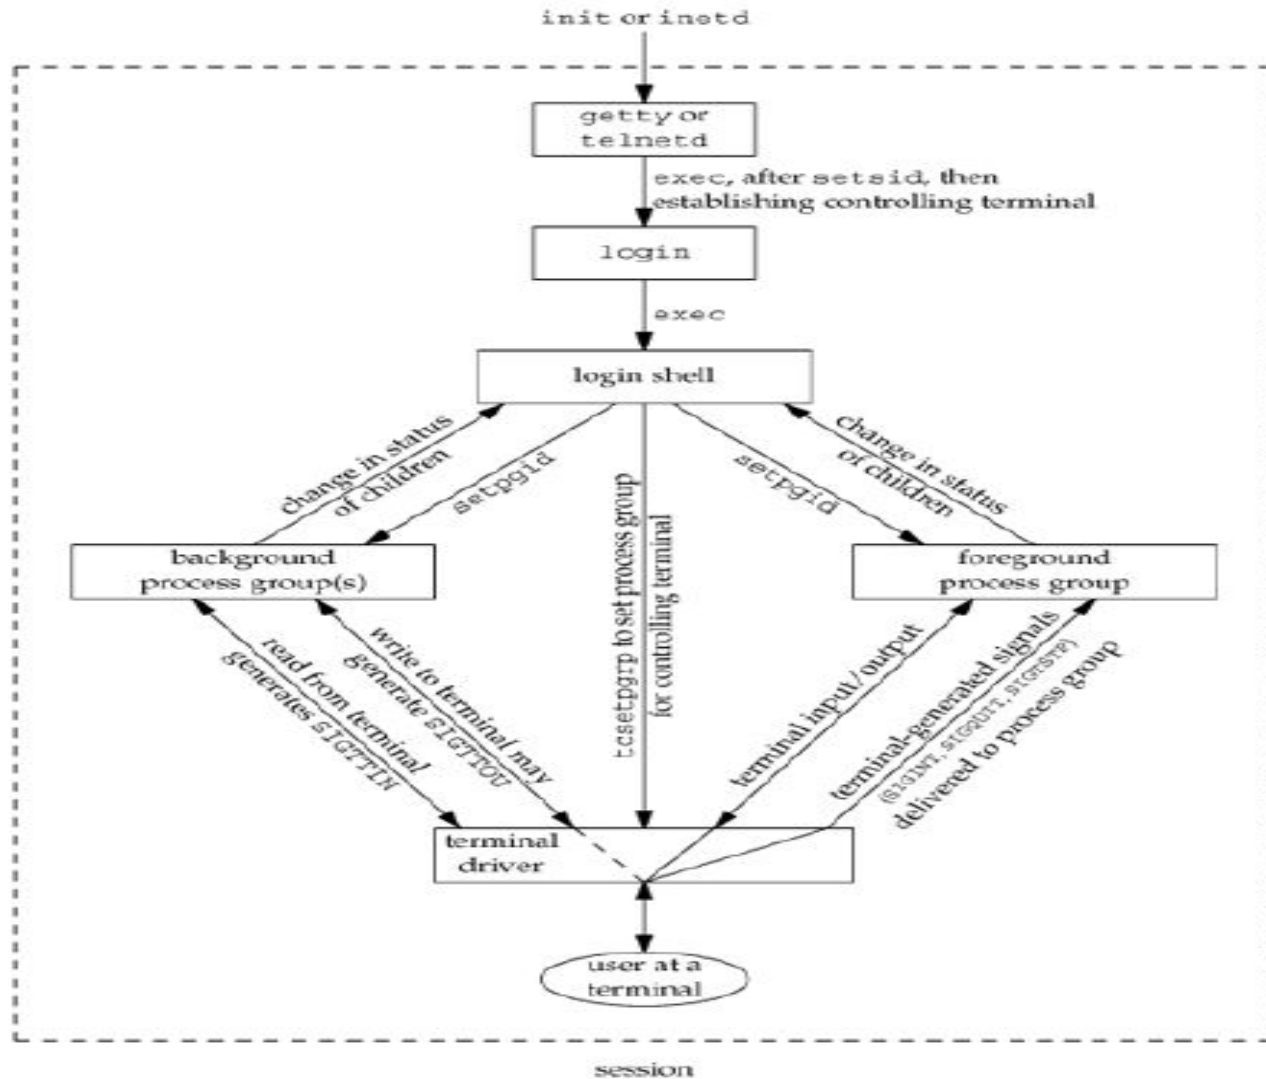 init or inetd
getty or
telnetd
exec, after setsid, then
establishing controlling terminal
login
exec
login shell
change in status
of children
setpgid
tcsetpgrp to set process group
for controlling terminal
setpgid
change in status
of children
background
process group(s)
foreground
process group
read from terminal
generates SIGTTIN
write to terminal may
generate SIGTTOU
terminal input/output
terminal-generated signals
(SIGINT, SIGQUIT, SIGTSTP)
delivered to process group
terminal
driver
user at a
terminal
session